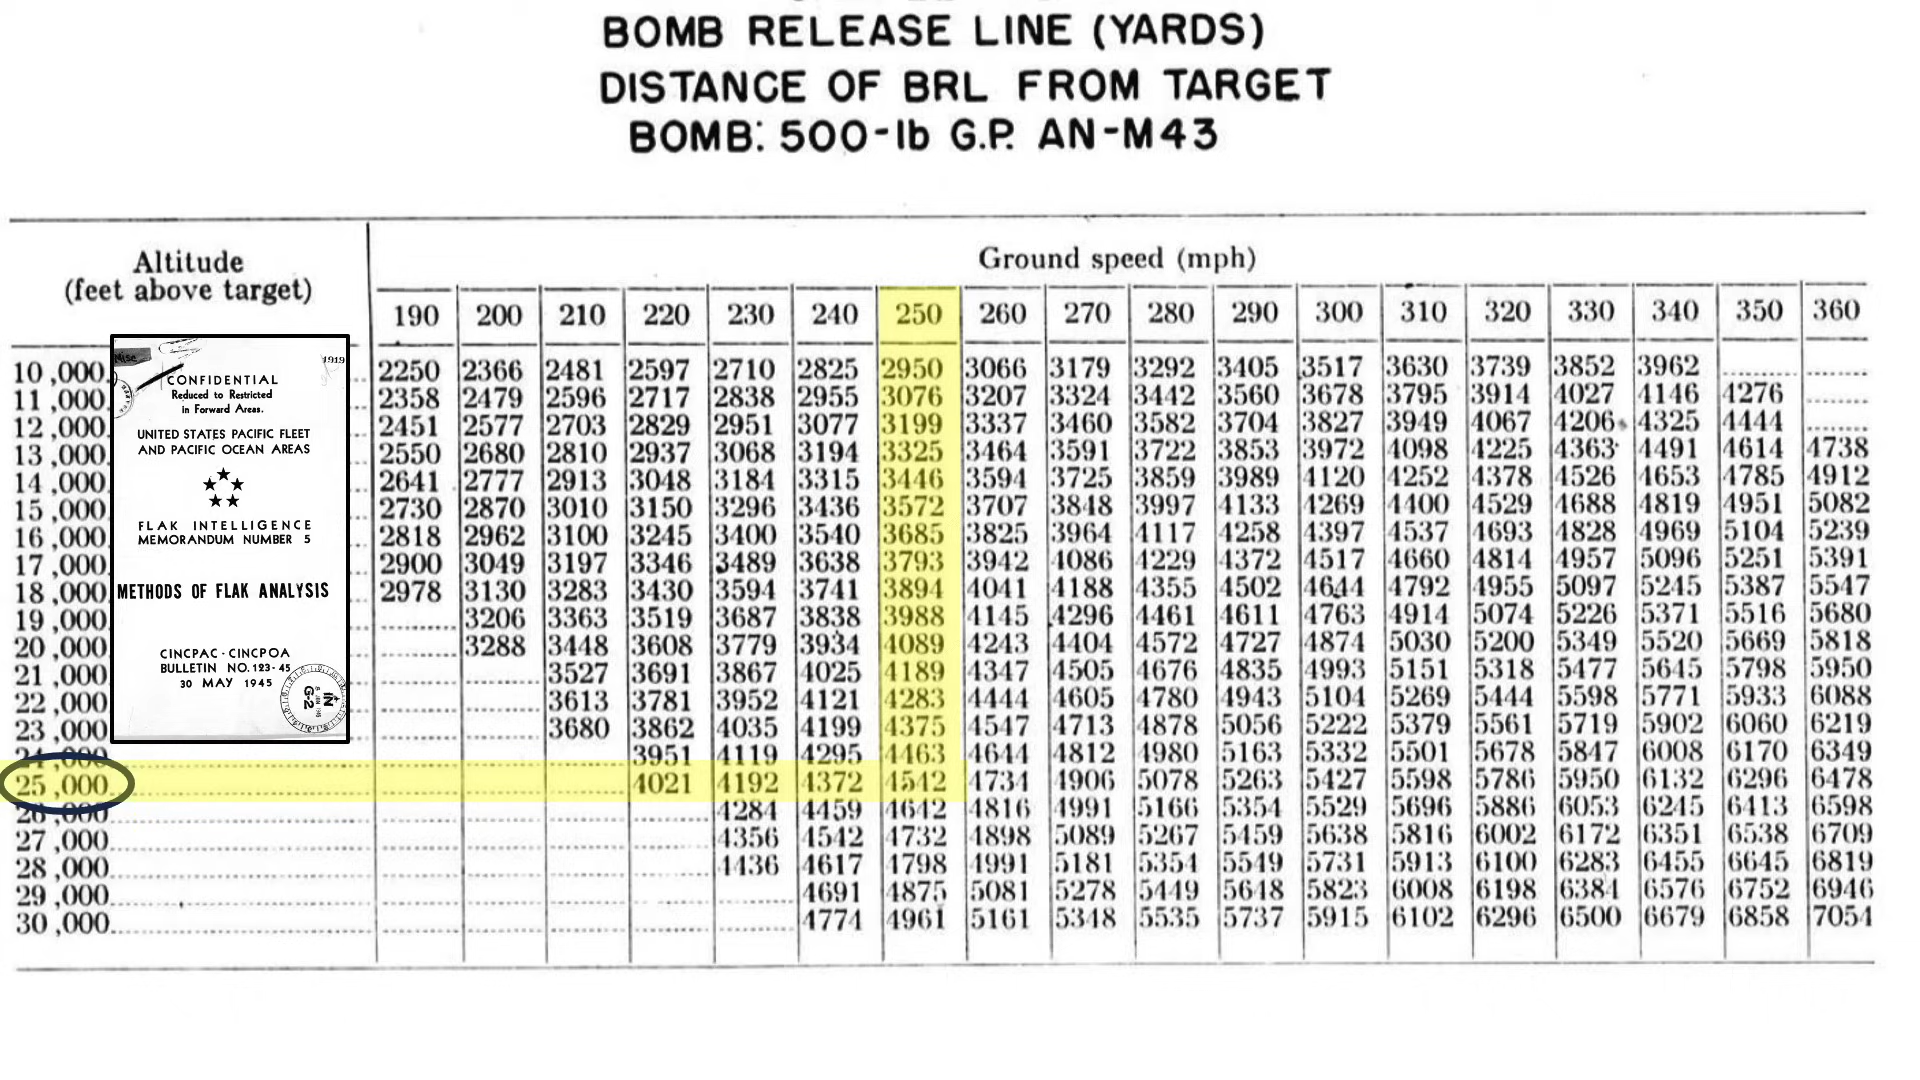 BOMB RELEASE LINE (YARDS)
DISTANCE OF BRL FROM TARGET
BOMB: 500-lb G.P. AN-M43
Altitude
(feet above target)
Ground speed (mph)
190 200 210 220 230 240 250 260 270 280 290 300 310 320 330 340 350 360
10,000 2250 2366 2481 2597 2710 2825 2950 3066 3179 3292 3405 3517 3630 3739 3852 3962
11,000 2358 2479 2596 2717 2838 2955 3076 3207 3324 3442 3560 3678 3795 3914 4027 4146 4276
12,000 2451 2577 2703 2829 2951 3077 3199 3337 3460 3582 3704 3827 3949 4067 4206 4325 4444
13,000 2550 2680 2810 2937 3068 3194 3325 3464 3591 3722 3853 3972 4098 4225 4363 4491 4614 4738
14,000 2641 2777 2913 3048 3184 3315 3446 3594 3725 3859 3989 4120 4252 4378 4526 4653 4785 4912
15,000 2730 2870 3010 3150 3296 3436 3572 3707 3848 3997 4133 4269 4400 4529 4688 4819 4951 5082
16,000 2818 2962 3100 3245 3400 3540 3685 3825 3964 4117 4258 4397 4537 4693 4828 4969 5104 5239
17,000 2900 3049 3197 3346 3489 3638 3793 3942 4086 4229 4372 4517 4660 4814 4957 5096 5251 5391
18,000 2978 3130 3283 3430 3594 3741 3894 4041 4188 4355 4502 4644 4792 4955 5097 5245 5387 5547
19,000 3206 3363 3519 3687 3838 3988 4145 4296 4461 4611 4763 4914 5074 5226 5371 5516 5680
20,000 3288 3448 3608 3779 3934 4089 4243 4404 4572 4727 4874 5030 5200 5349 5520 5669 5818
21,000 3527 3691 3867 4025 4189 4347 4505 4676 4835 4993 5151 5318 5477 5645 5798 5950
22,000 3613 3781 3952 4121 4283 4444 4605 4780 4943 5104 5269 5444 5598 5771 5933 6088
23,000 3680 3862 4035 4199 4375 4547 4713 4878 5056 5222 5379 5561 5719 5902 6060 6219
24,000 3951 4119 4295 4463 4644 4812 4980 5163 5332 5501 5678 5847 6008 6170 6349
25,000 4021 4192 4372 4542 4734 4906 5078 5263 5427 5598 5786 5950 6132 6296 6478
26,000 4284 4459 4642 4816 4991 5166 5354 5529 5696 5886 6053 6245 6413 6598
27,000 4356 4542 4732 4898 5089 5267 5459 5638 5816 6002 6172 6351 6538 6709
28,000 4436 4617 4798 4991 5181 5354 5549 5731 5913 6100 6283 6455 6645 6819
29,000 4691 4875 5081 5278 5449 5648 5823 6008 6198 6384 6576 6752 6946
30,000 4774 4961 5161 5348 5535 5737 5915 6102 6296 6500 6679 6858 7054
Misc
1919
CONFIDENTIAL
Reduced to Restricted
in Forward Areas.
UNITED STATES PACIFIC FLEET
AND PACIFIC OCEAN AREAS
FLAK INTELLIGENCE
MEMORANDUM NUMBER 5
METHODS OF FLAK ANALYSIS
CINCPAC - CINCPOA
BULLETIN NO. 123-45
30 MAY 1945
IN
G-2